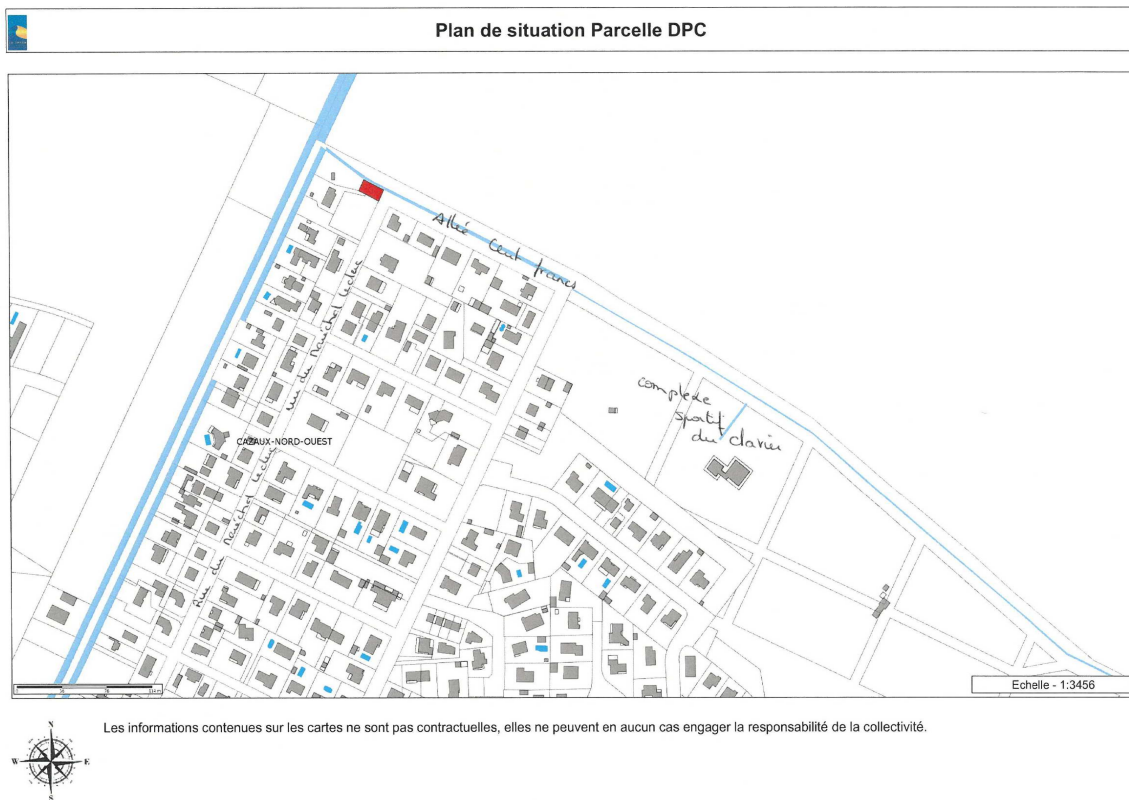 Plan de situation Parcelle DPC
Allée Cent francs
rue du Maréchal Leclerc
complexe
sportif
du clavier
CAZAUX-NORD-OUEST
Rue du Maréchal Leclerc
Echelle - 1:3456
Les informations contenues sur les cartes ne sont pas contractuelles, elles ne peuvent en aucun cas engager la responsabilité de la collectivité.
N
W
E
S